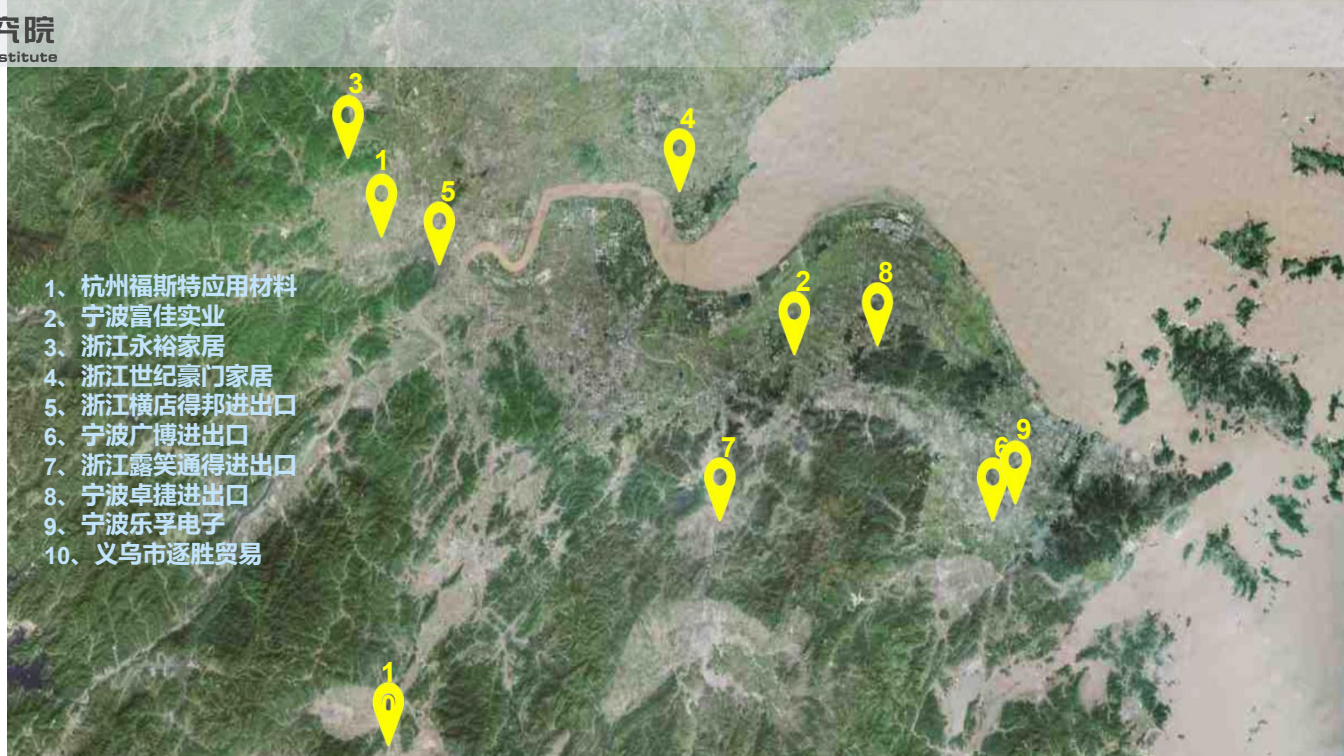 究院
stitute
3
4
1
5
1、杭州福斯特应用材料
2、宁波富佳实业
3、浙江永裕家居
4、浙江世纪豪门家居
5、浙江横店得邦进出口
6、宁波广博进出口
7、浙江露笑通得进出口
8、宁波卓捷进出口
9、宁波乐孚电子
10、义乌市逐胜贸易
2
8
7
6
9
1
0